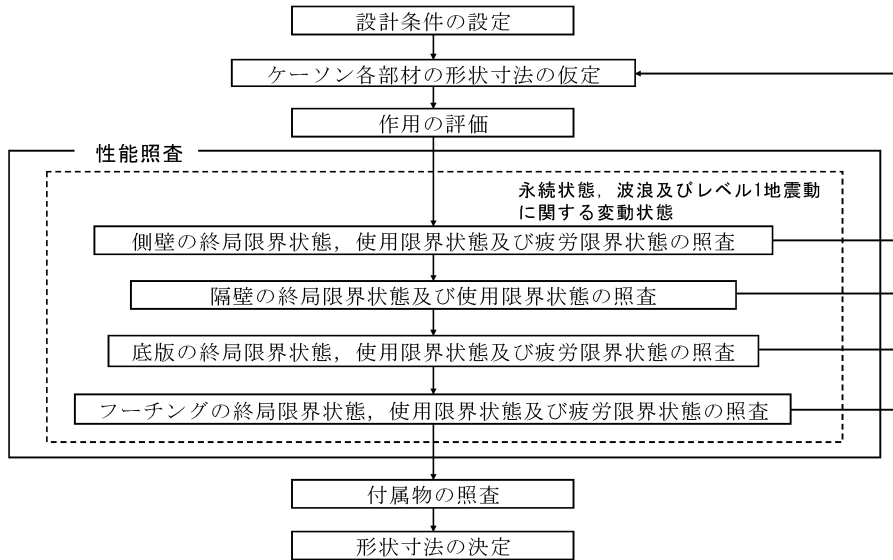 設計条件の設定
ケーソン各部材の形状寸法の仮定
作用の評価
性能照査
永続状態，波浪及びレベル1地震動
に関する変動状態
側壁の終局限界状態，使用限界状態及び疲労限界状態の照査
隔壁の終局限界状態及び使用限界状態の照査
底版の終局限界状態，使用限界状態及び疲労限界状態の照査
フーチングの終局限界状態，使用限界状態及び疲労限界状態の照査
付属物の照査
形状寸法の決定